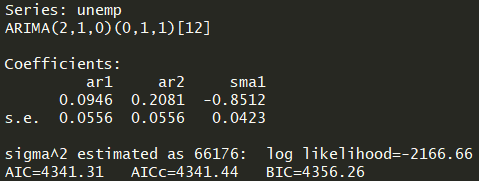 Series: unemp
ARIMA(2,1,0)(0,1,1)[12]
Coefficients:
ar1 ar2 sma1
0.0946 0.2081 -0.8512
s.e. 0.0556 0.0556 0.0423
sigma^2 estimated as 66176: log likelihood=-2166.66
AIC=4341.31 AICc=4341.44 BIC=4356.26